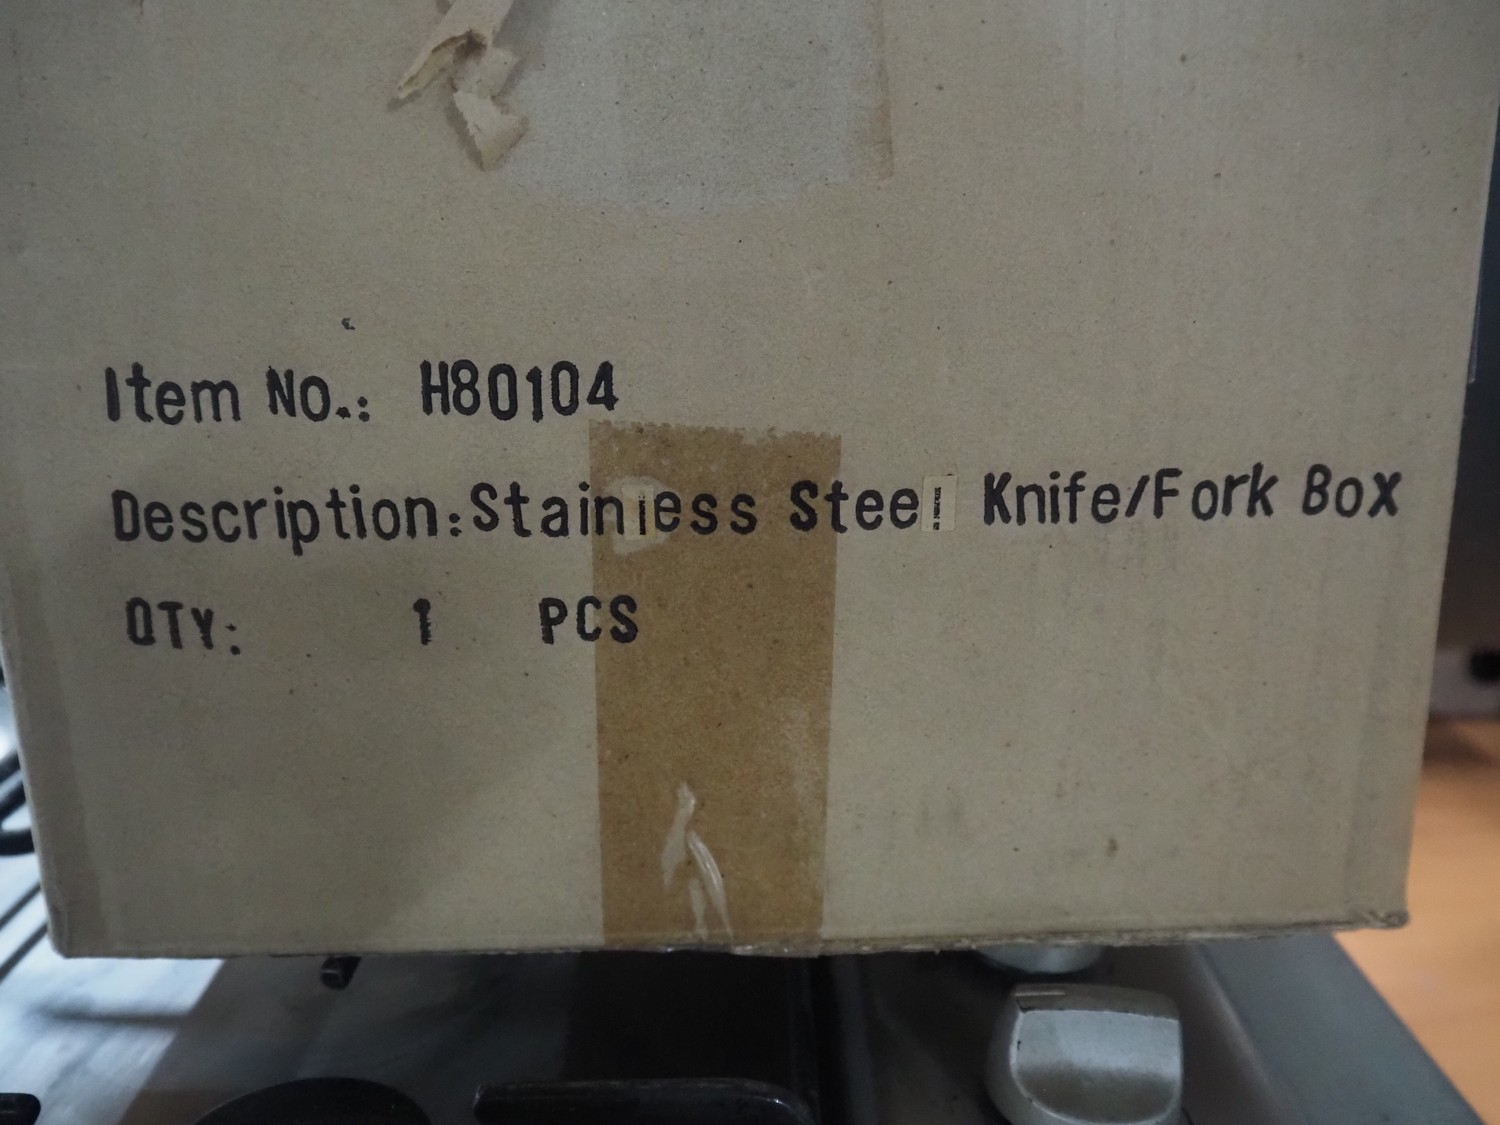 Item No.: H80104
Description:Stainless Steel Knife/Fork Box
QTY: 1 PCS